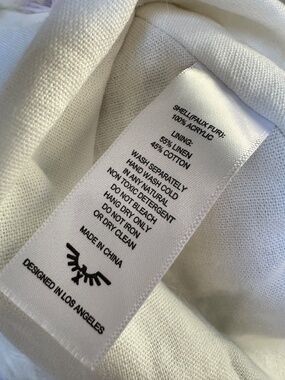 SHELL(FAUX FUR):
100% ACRYLIC
LINING:
55% LINEN
45% COTTON
WASH SEPARATELY
HAND WASH COLD
IN ANY NATURAL
NON TOXIC DETERGENT
DO NOT BLEACH
HANG DRY ONLY
DO NOT IRON
OR DRY CLEAN
MADE IN CHINA
DESIGNED IN LOS ANGELES